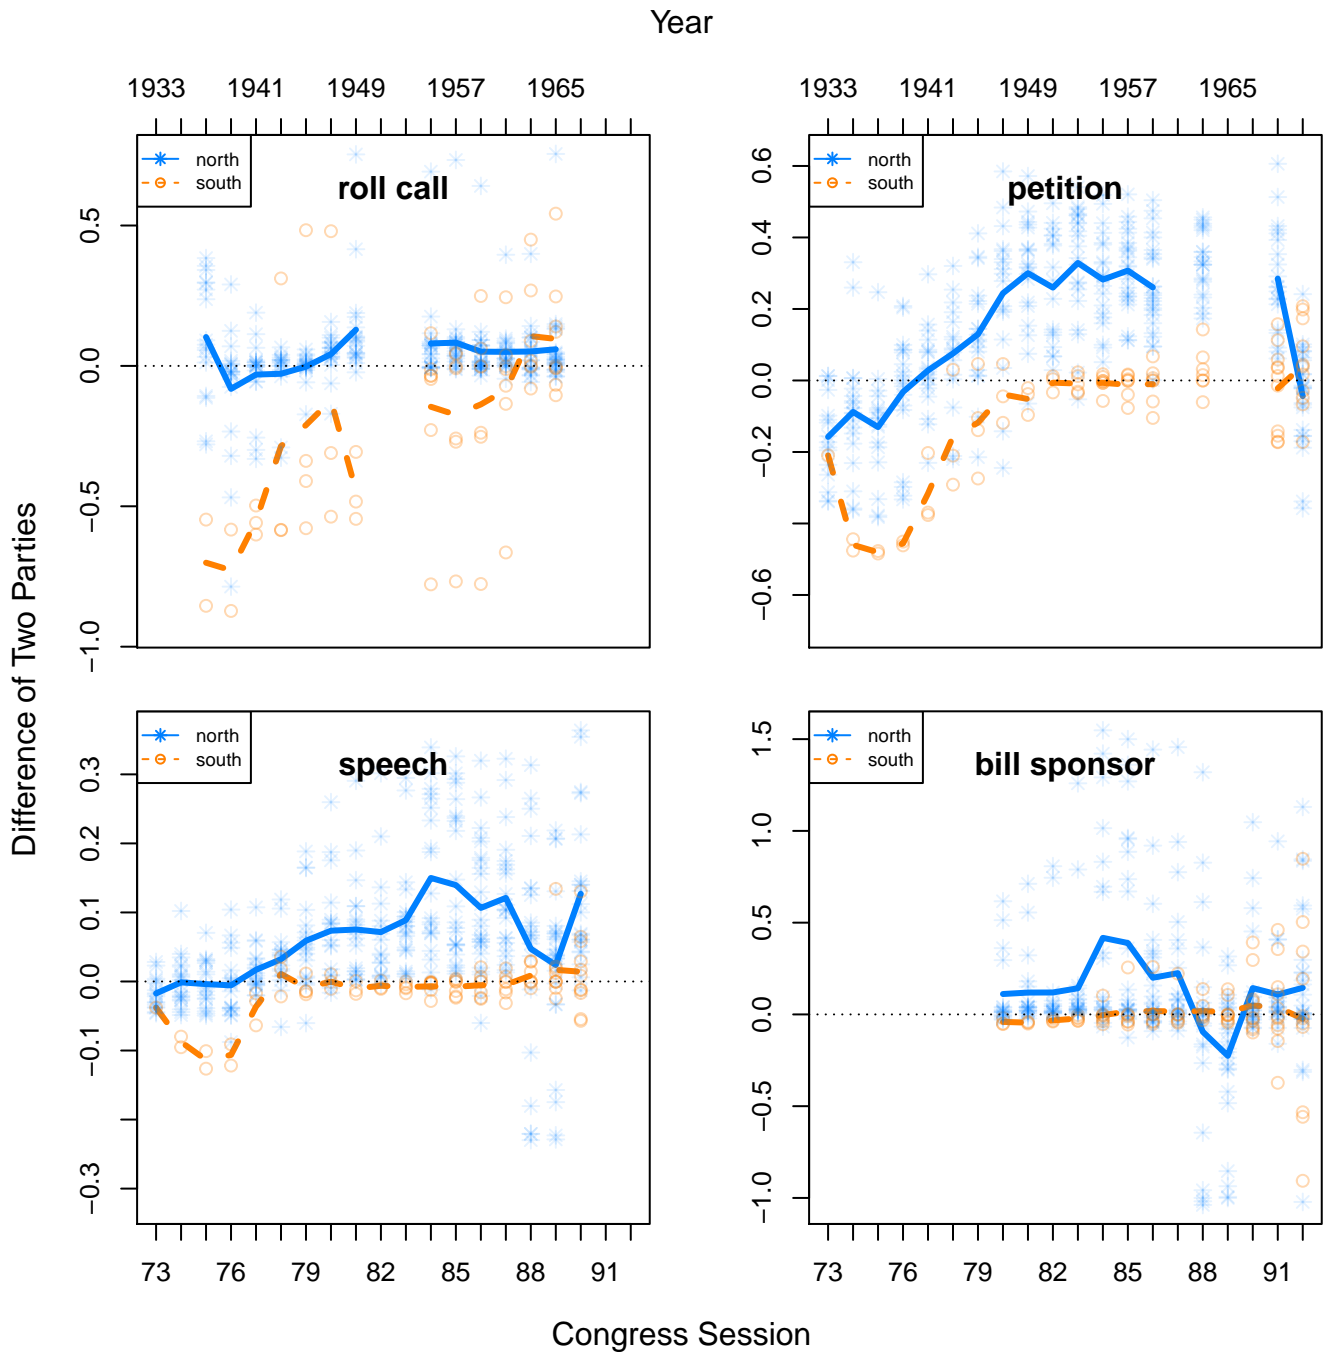 Year
1933 1941 1949 1957 1965
1933 1941 1949 1957 1965
north
south
roll call
0.5
0.0
−0.5
−1.0
north
south
petition
0.6
0.4
0.2
0.0
−0.2
−0.6
Difference of Two Parties
north
south
speech
0.3
0.2
0.1
0.0
−0.1
−0.3
73 76 79 82 85 88 91
north
south
bill sponsor
1.5
1.0
0.5
0.0
−0.5
−1.0
73 76 79 82 85 88 91
Congress Session